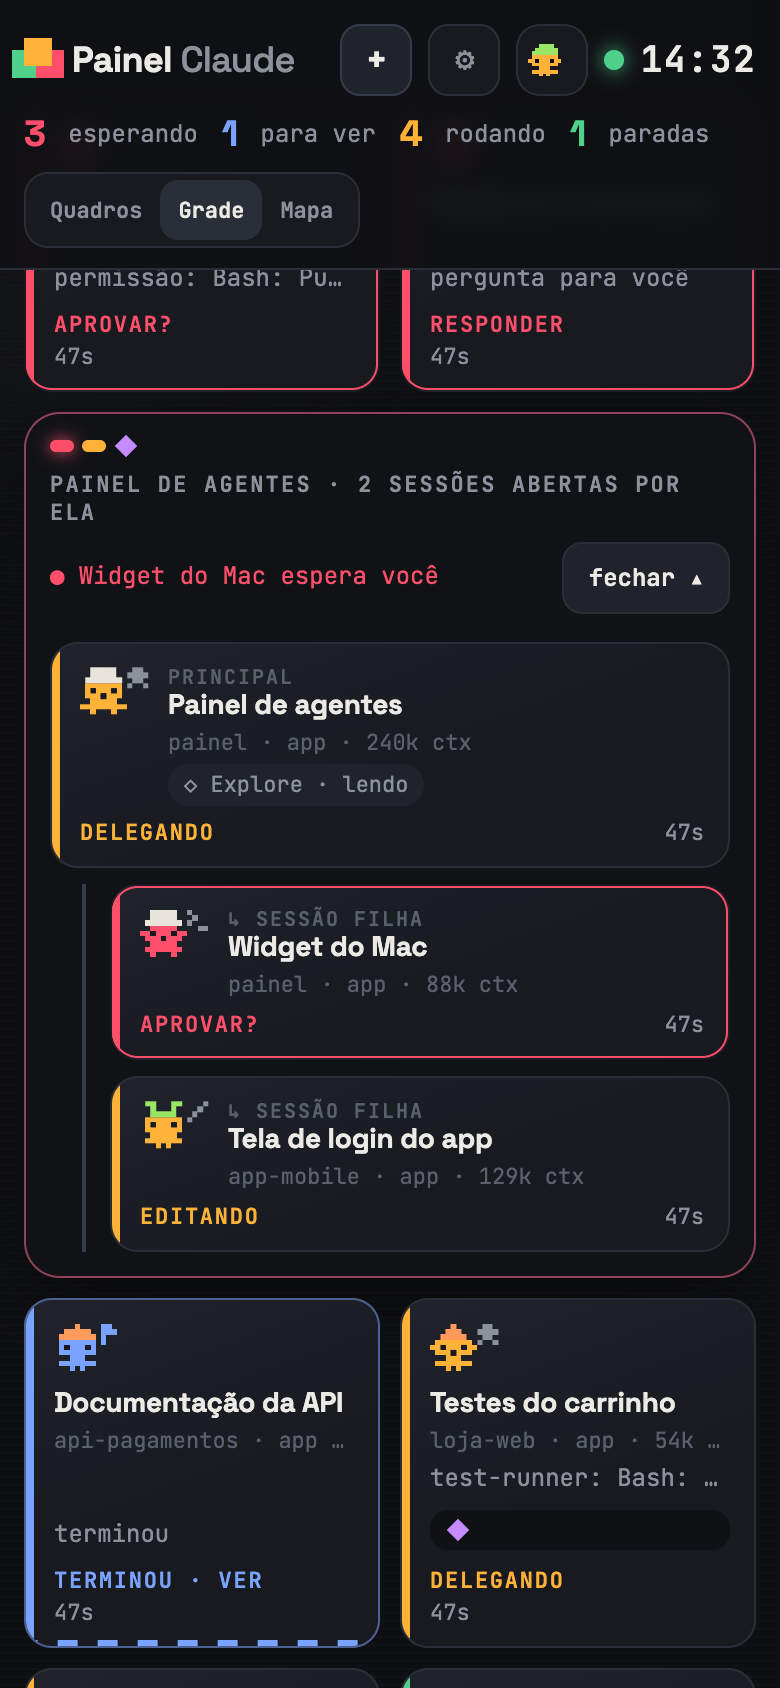 Painel Claude
+
14:32
3 esperando 1 para ver 4 rodando 1 paradas
Quadros Grade Mapa
permissão: Bash: Pu…
APROVAR?
47s
pergunta para você
RESPONDER
47s
PAINEL DE AGENTES · 2 SESSÕES ABERTAS POR
ELA
Widget do Mac espera você
fechar ▴
PRINCIPAL
Painel de agentes
painel · app · 240k ctx
◇ Explore · lendo
DELEGANDO 47s
↳ SESSÃO FILHA
Widget do Mac
painel · app · 88k ctx
APROVAR? 47s
↳ SESSÃO FILHA
Tela de login do app
app-mobile · app · 129k ctx
EDITANDO 47s
Documentação da API
api-pagamentos · app …
terminou
TERMINOU · VER
47s
Testes do carrinho
loja-web · app · 54k …
test-runner: Bash: …
DELEGANDO
47s